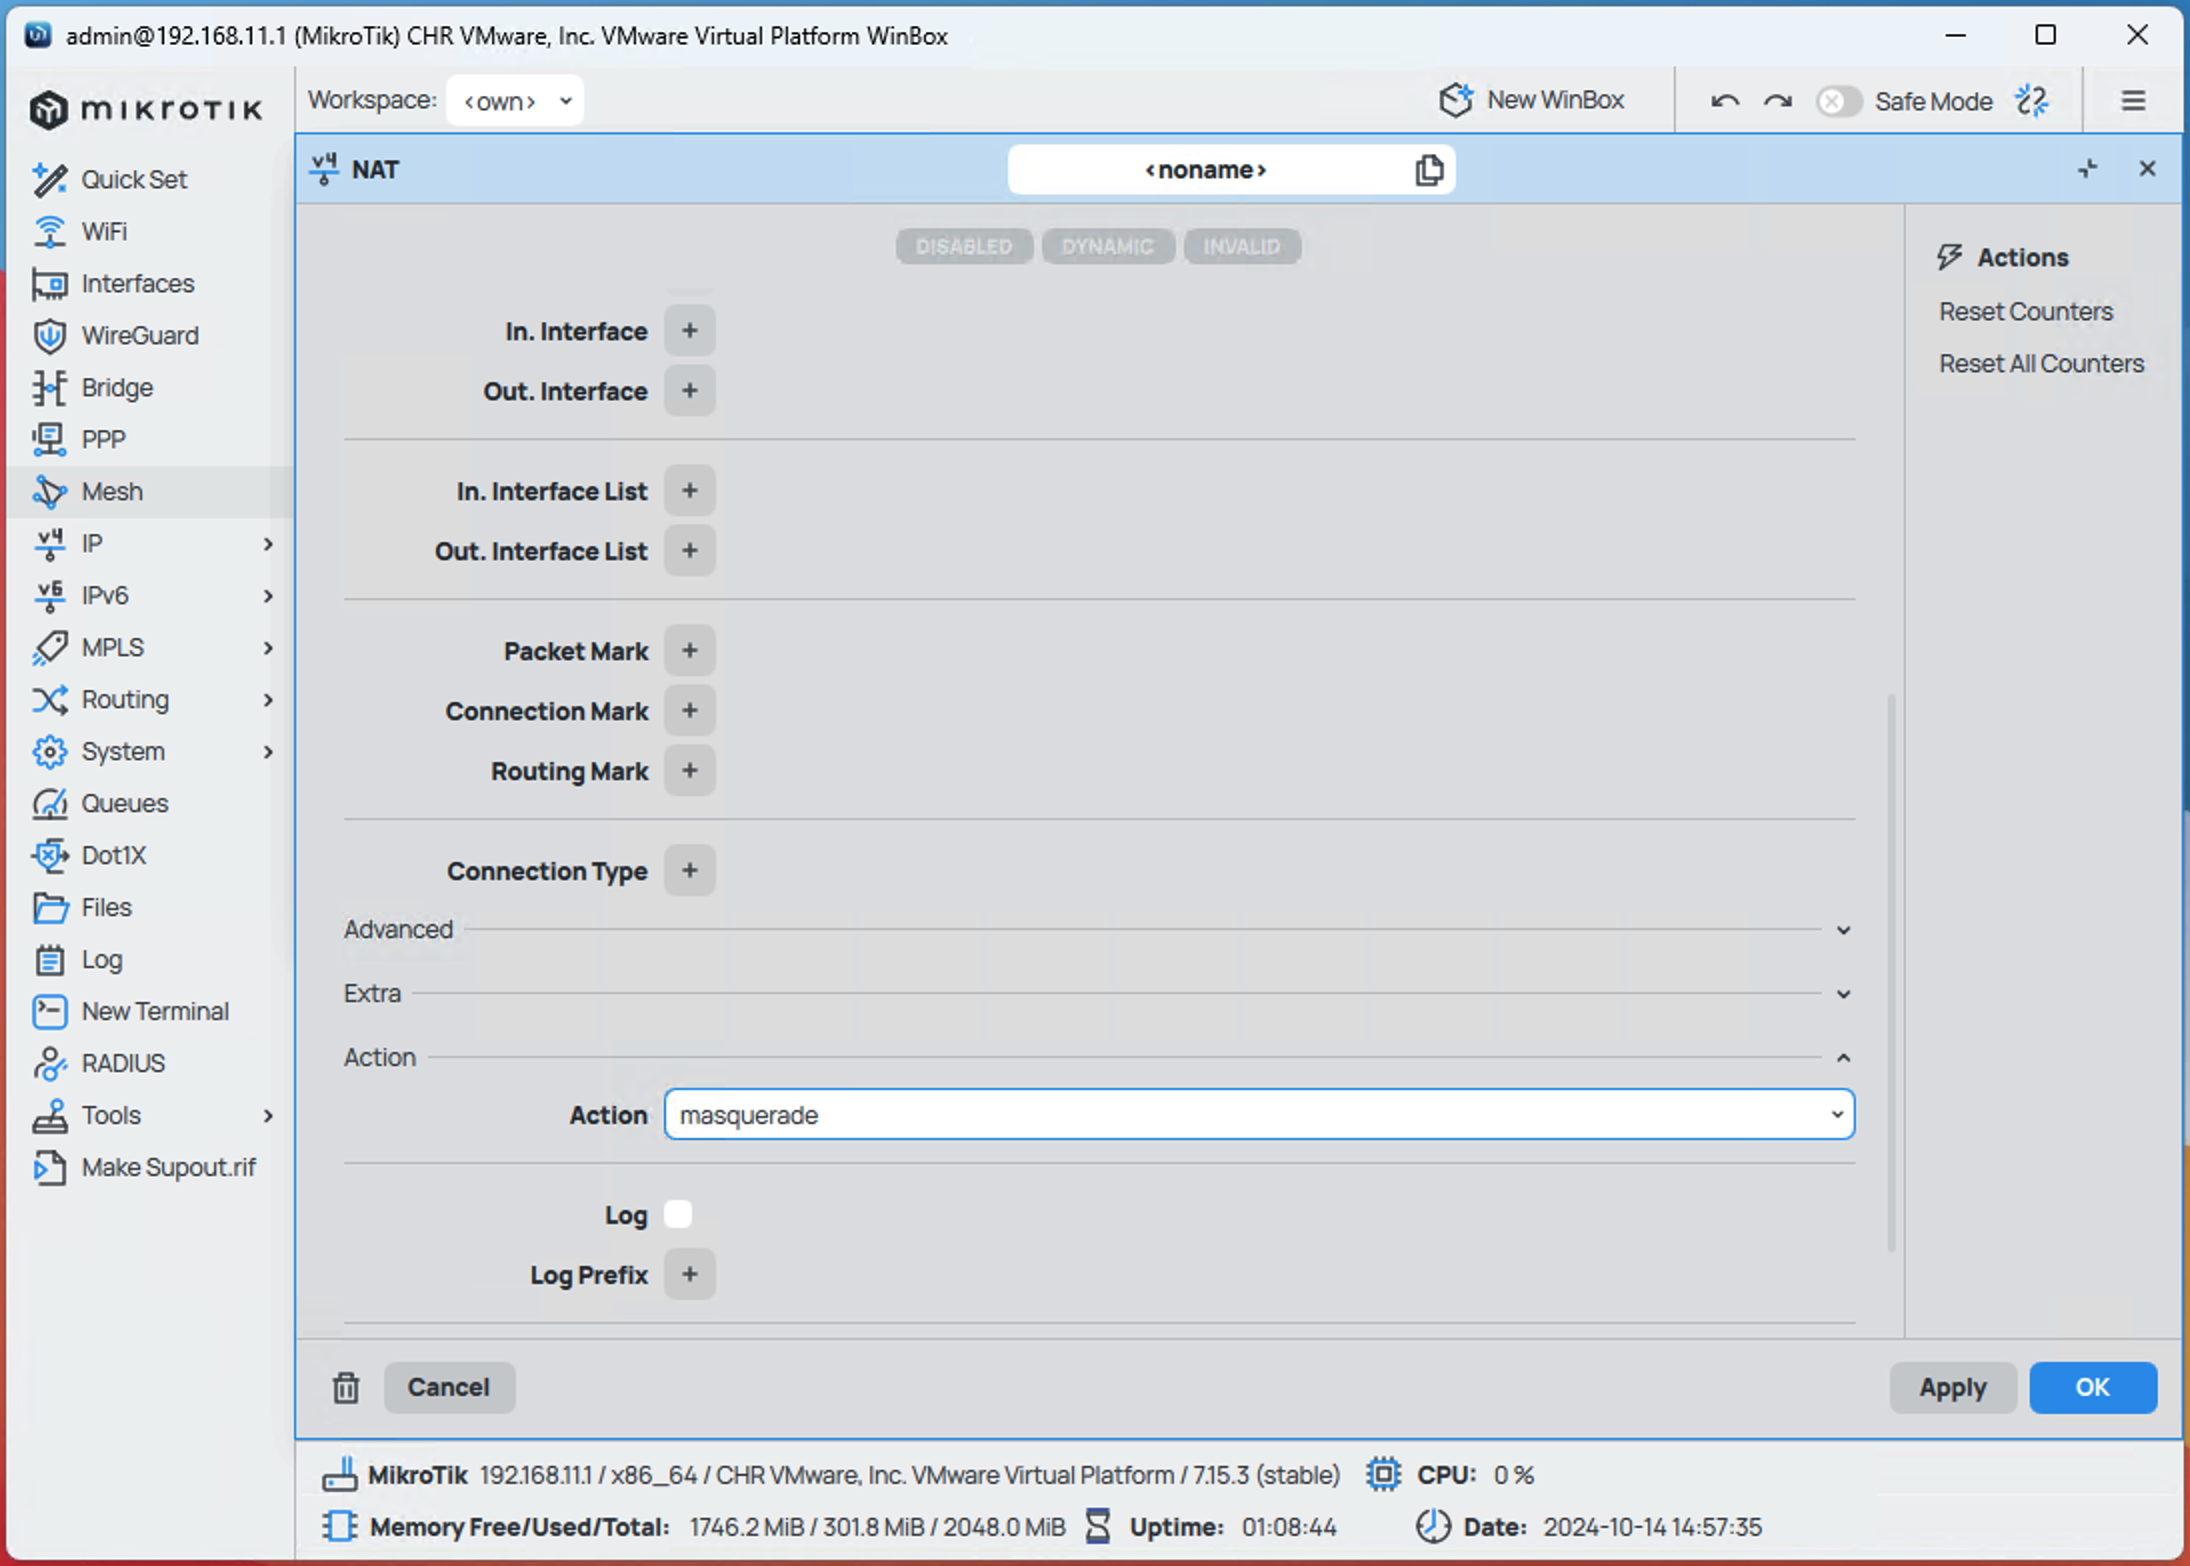 admin@192.168.11.1 (MikroTik) CHR VMware, Inc. VMware Virtual Platform WinBox
mikrotik
Workspace: <own>
New WinBox
Safe Mode
Quick Set
WiFi
Interfaces
WireGuard
Bridge
PPP
Mesh
v4 IP
v6 IPv6
MPLS
Routing
System
Queues
Dot1X
Files
Log
New Terminal
RADIUS
Tools
Make Supout.rif
v4 NAT
<noname>
DISABLED DYNAMIC INVALID
In. Interface +
Out. Interface +
In. Interface List +
Out. Interface List +
Packet Mark +
Connection Mark +
Routing Mark +
Connection Type +
Advanced
Extra
Action
Action masquerade
Log
Log Prefix +
Actions
Reset Counters
Reset All Counters
Cancel
Apply
OK
MikroTik 192.168.11.1 / x86_64 / CHR VMware, Inc. VMware Virtual Platform / 7.15.3 (stable) CPU: 0 %
Memory Free/Used/Total: 1746.2 MiB / 301.8 MiB / 2048.0 MiB Uptime: 01:08:44 Date: 2024-10-14 14:57:35